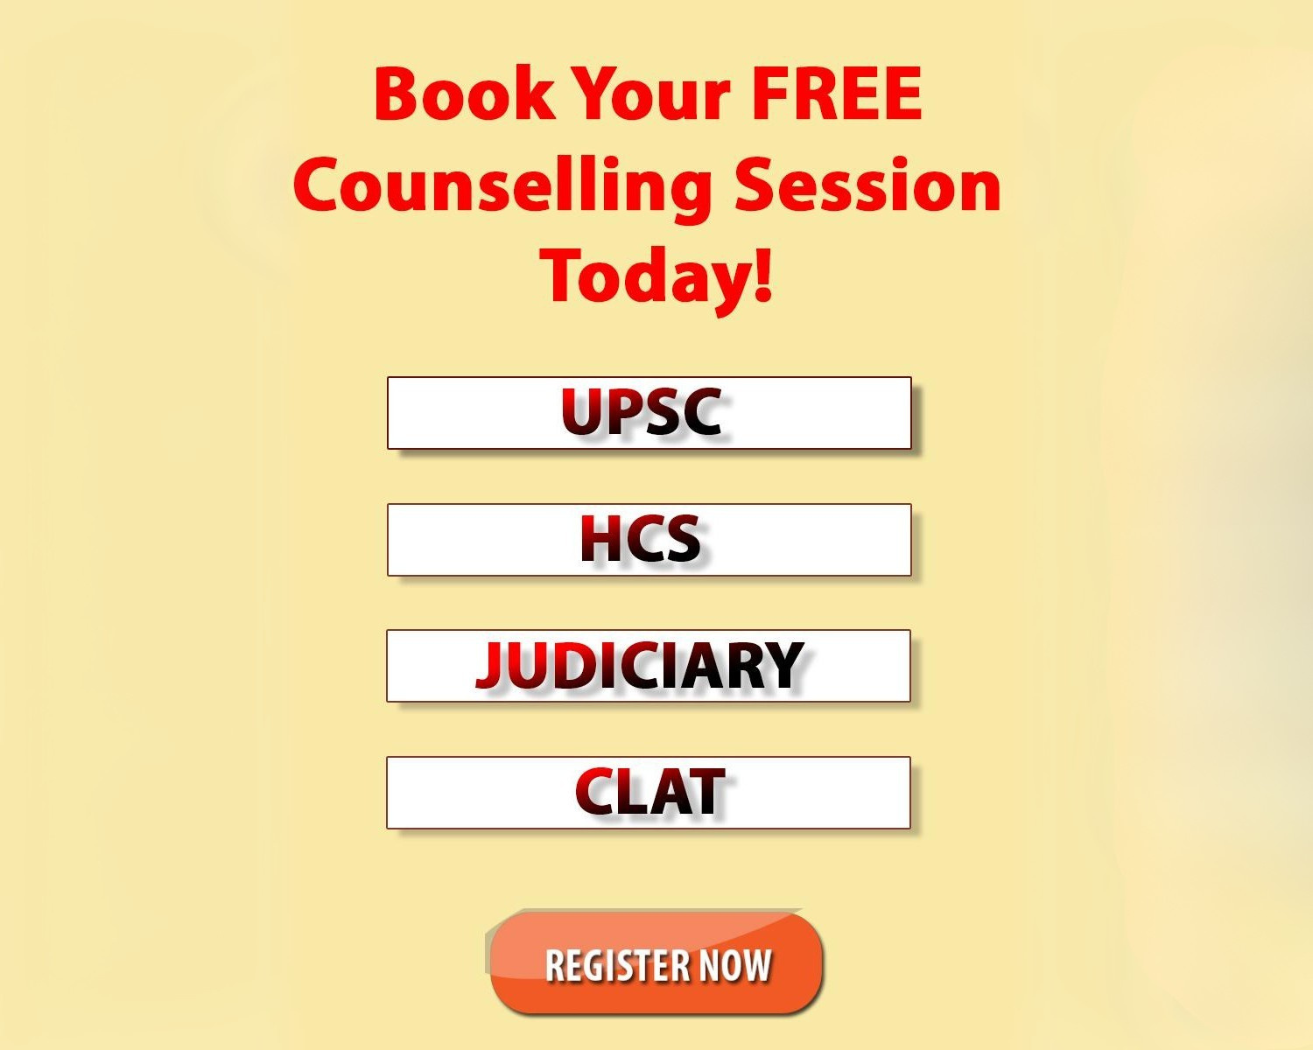 Book Your FREE
Counselling Session
Today!
UPSC
HCS
JUDICIARY
CLAT
REGISTER NOW